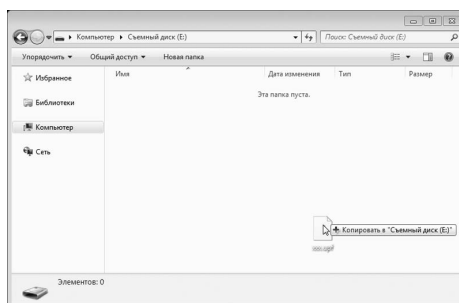 Компьютер ▸ Съемный диск (E:)
Поиск: Съемный диск (E:)
Упорядочить ▾ Общий доступ ▾ Новая папка
Избранное
Библиотеки
Компьютер
Сеть
Имя Дата изменения Тип Размер
Эта папка пуста.
Копировать в "Съемный диск (E:)"
Элементов: 0